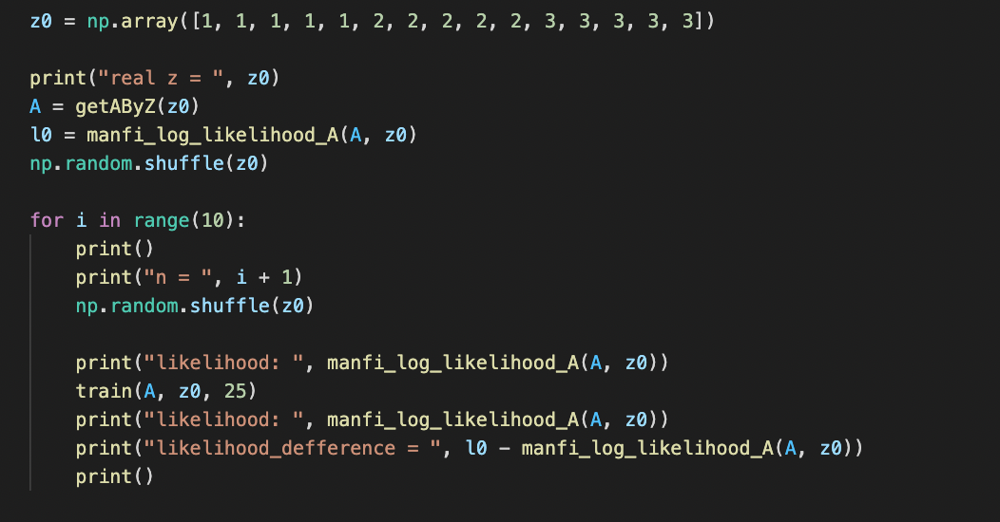 z0 = np.array([1, 1, 1, 1, 1, 2, 2, 2, 2, 2, 3, 3, 3, 3, 3])
print("real z = ", z0)
A = getAByZ(z0)
l0 = manfi_log_likelihood_A(A, z0)
np.random.shuffle(z0)
for i in range(10):
    print()
    print("n = ", i + 1)
    np.random.shuffle(z0)
    print("likelihood: ", manfi_log_likelihood_A(A, z0))
    train(A, z0, 25)
    print("likelihood: ", manfi_log_likelihood_A(A, z0))
    print("likelihood_defference = ", l0 - manfi_log_likelihood_A(A, z0))
    print()